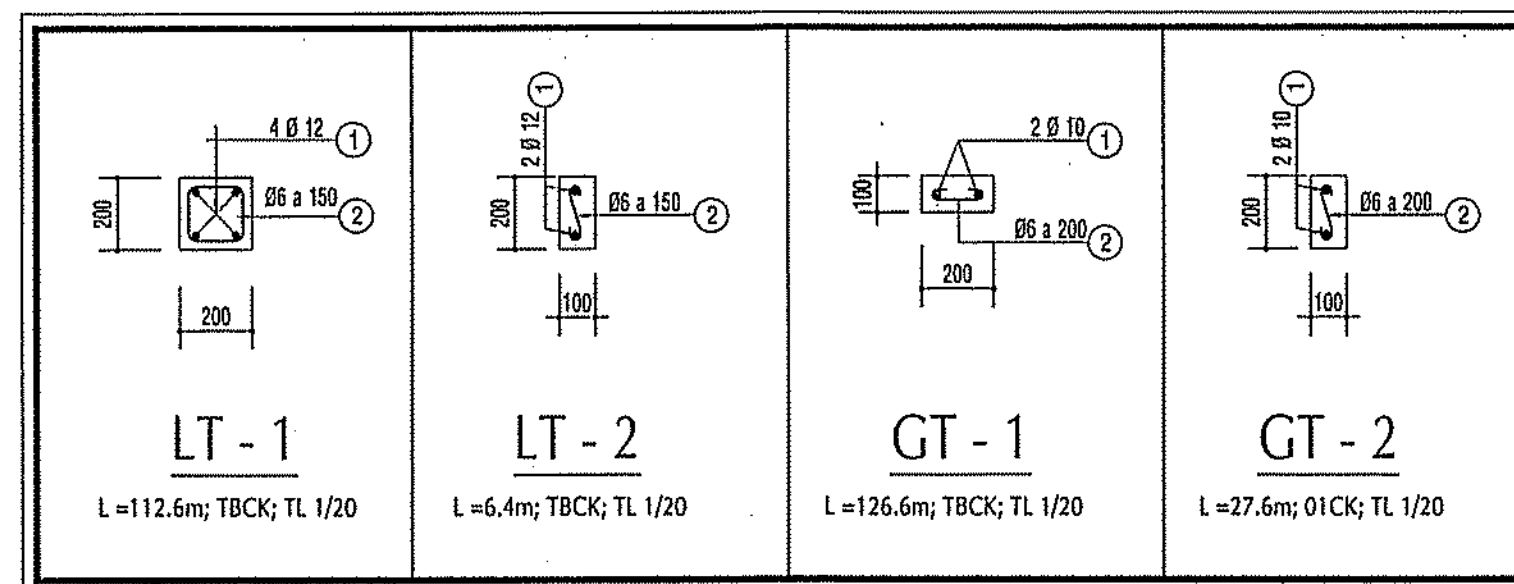 4 Ø 12
1
Ø6 a 150
2
200
200
LT - 1
L =112.6m; TBCK; TL 1/20
1
2 Ø 12
Ø6 a 150
2
200
100
LT - 2
L =6.4m; TBCK; TL 1/20
2 Ø 10
1
100
Ø6 a 200
2
200
GT - 1
L =126.6m; TBCK; TL 1/20
1
2 Ø 10
Ø6 a 200
2
200
100
GT - 2
L =27.6m; 01CK; TL 1/20